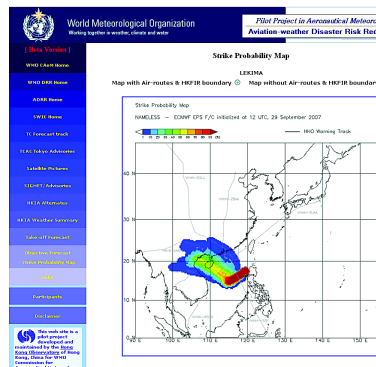 World Meteorological Organization
Working together in weather, climate and water
Pilot Project in Aeronautical Meteoro
Aviation-weather Disaster Risk Red
[ Beta Version ]
WMO CAeM Home
WMO DRR Home
ADRR Home
SWIC Home
TC Forecast track
TCAC Tokyo Advisories
Satellite Pictures
SIGMET/Advisories
HKIA Alternates
HKIA Weather Summary
Take-off Forecast
Objective Forecast
- Strike Probability Map
Participants
Disclaimer
This web site is a
pilot project
developed and
maintained by the Hong
Kong Observatory of Hong
Kong, China for WMO
Commission for
Strike Probability Map
LEKIMA
Map with Air-routes & HKFIR boundary
Map without Air-routes & HKFIR boundary
Strike Probability Map
NAMELESS - ECMWF EPS F/C initialized at 12 UTC, 29 September 2007
HKO Warning Track
40 N
30 N
20 N
10 N
0
90 E
100 E
110 E
120 E
130 E
140 E
150